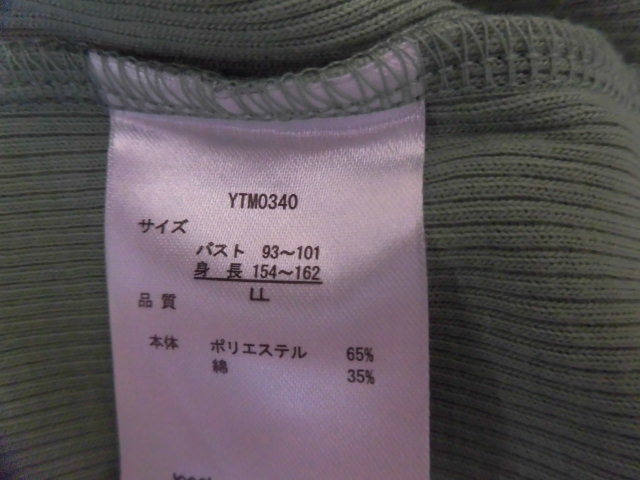 YTM0340
サイズ
バスト 93～101
身 長 154～162
LL
品 質
本体 ポリエステル 65%
綿 35%